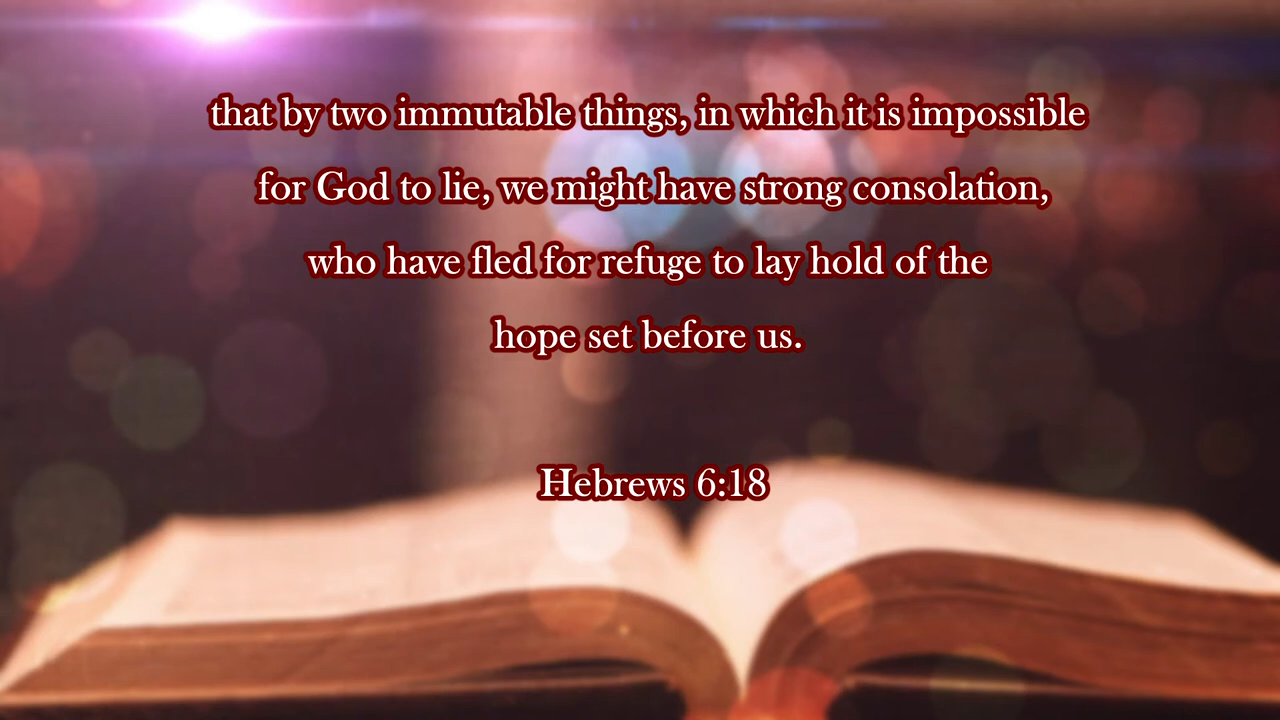 that by two immutable things, in which it is impossible
for God to lie, we might have strong consolation,
who have fled for refuge to lay hold of the
hope set before us.
Hebrews 6:18